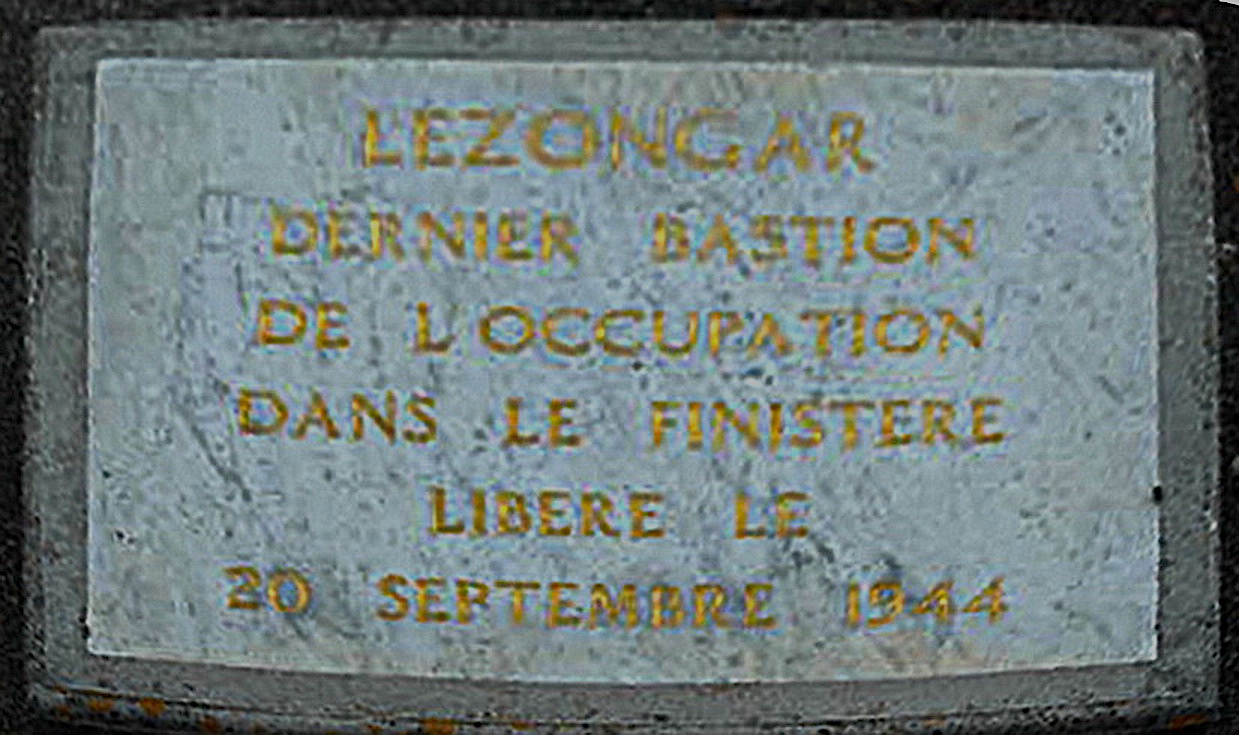 LEZONGAR
DERNIER BASTION
DE L'OCCUPATION
DANS LE FINISTERE
LIBERE LE
20 SEPTEMBRE 1944